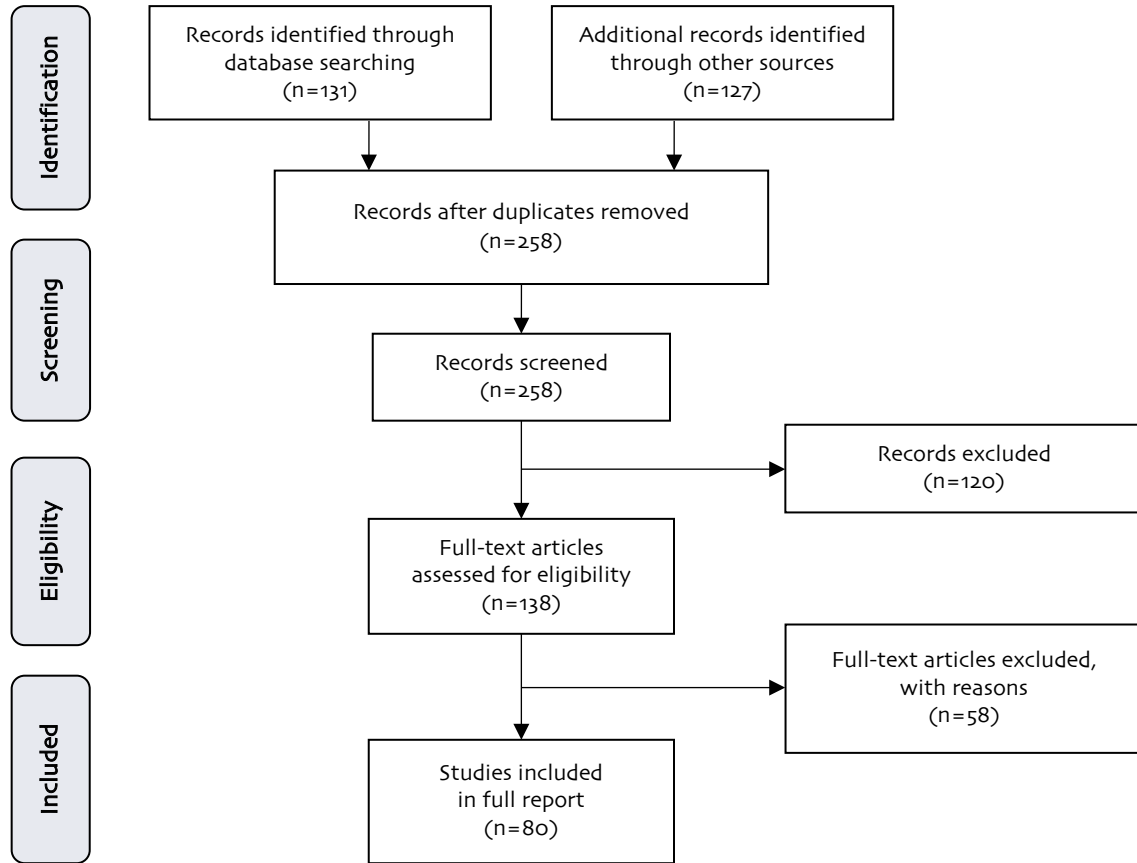 Identification
Records identified through
database searching
(n=131)
Additional records identified
through other sources
(n=127)
Records after duplicates removed
(n=258)
Screening
Records screened
(n=258)
Records excluded
(n=120)
Eligibility
Full-text articles
assessed for eligibility
(n=138)
Full-text articles excluded,
with reasons
(n=58)
Included
Studies included
in full report
(n=80)